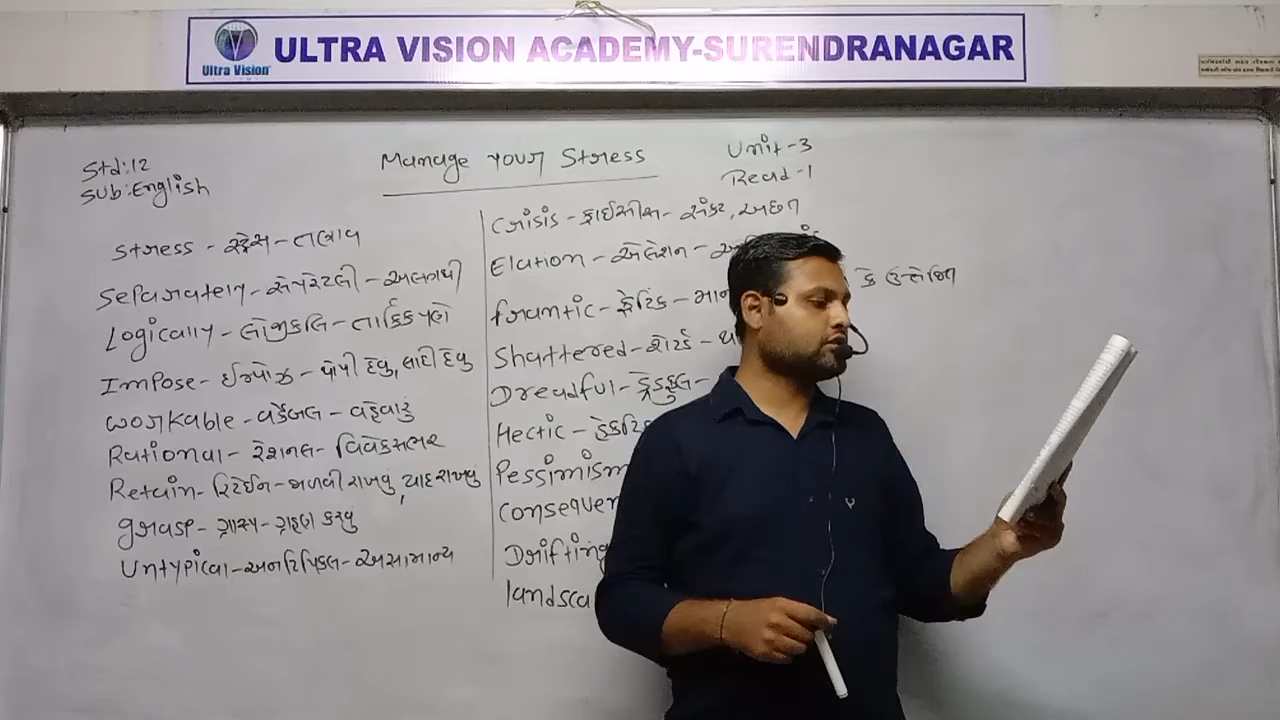 Ultra Vision
ULTRA VISION ACADEMY-SURENDRANAGAR
Std:12
Sub:English
Manage Your Stress
Unit-3
Read-1
Stress - સ્ટ્રેસ - તણાવ
Separately - સેપરેટલી - અલગથી
Logically - લોજીકલિ - તાર્કિક પણે
Impose - ઈમ્પોઝ - થોપી દેવુ, લાદી દેવુ
Workable - વર્કેબલ - વહેવારુ
Rational - રેશનલ - વિવેકસભર
Retain - રિટેઈન - જાળવી રાખવુ, યાદ રાખવુ
grasp - ગ્રાસ્પ - ગ્રહણ કરવુ
Untypical - અનટિપિકલ - અસામાન્ય
Crisis - ક્રાઈસીસ - સંકટ, અછત
Elation - એલેશન -
frantic - ફ્રેંટિક -
કે ઉત્તેજિત
Shattered - શેટર્ડ -
Dreadful - ડ્રેડફુલ -
Hectic -
Pessimism
Drifting